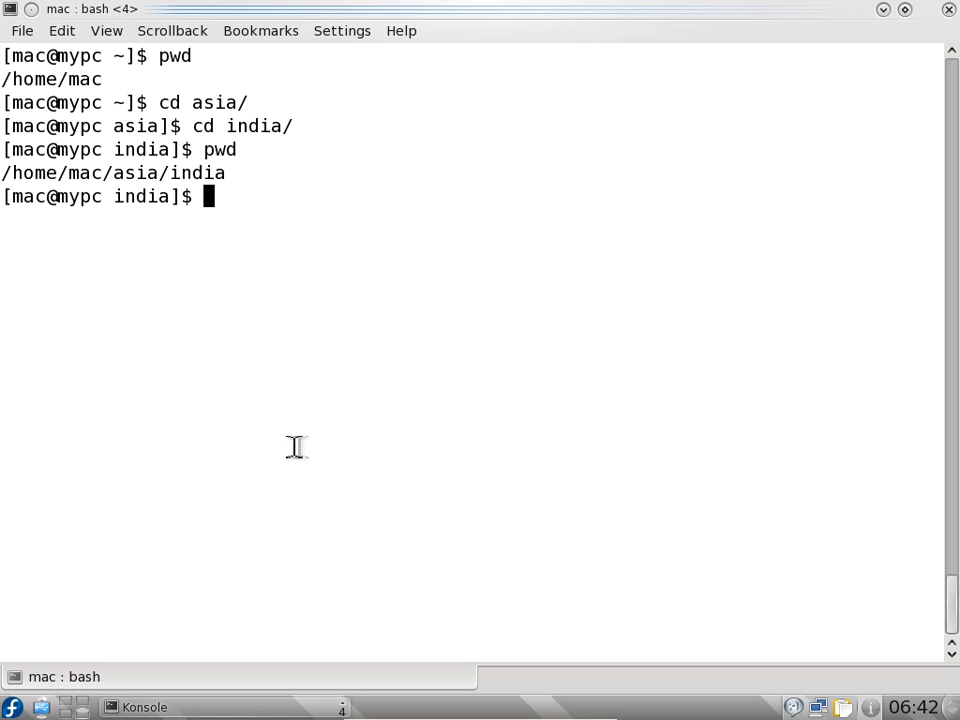 mac : bash <4>
File Edit View Scrollback Bookmarks Settings Help
[mac@mypc ~]$ pwd
/home/mac
[mac@mypc ~]$ cd asia/
[mac@mypc asia]$ cd india/
[mac@mypc india]$ pwd
/home/mac/asia/india
[mac@mypc india]$
mac : bash
Konsole 4 06:42